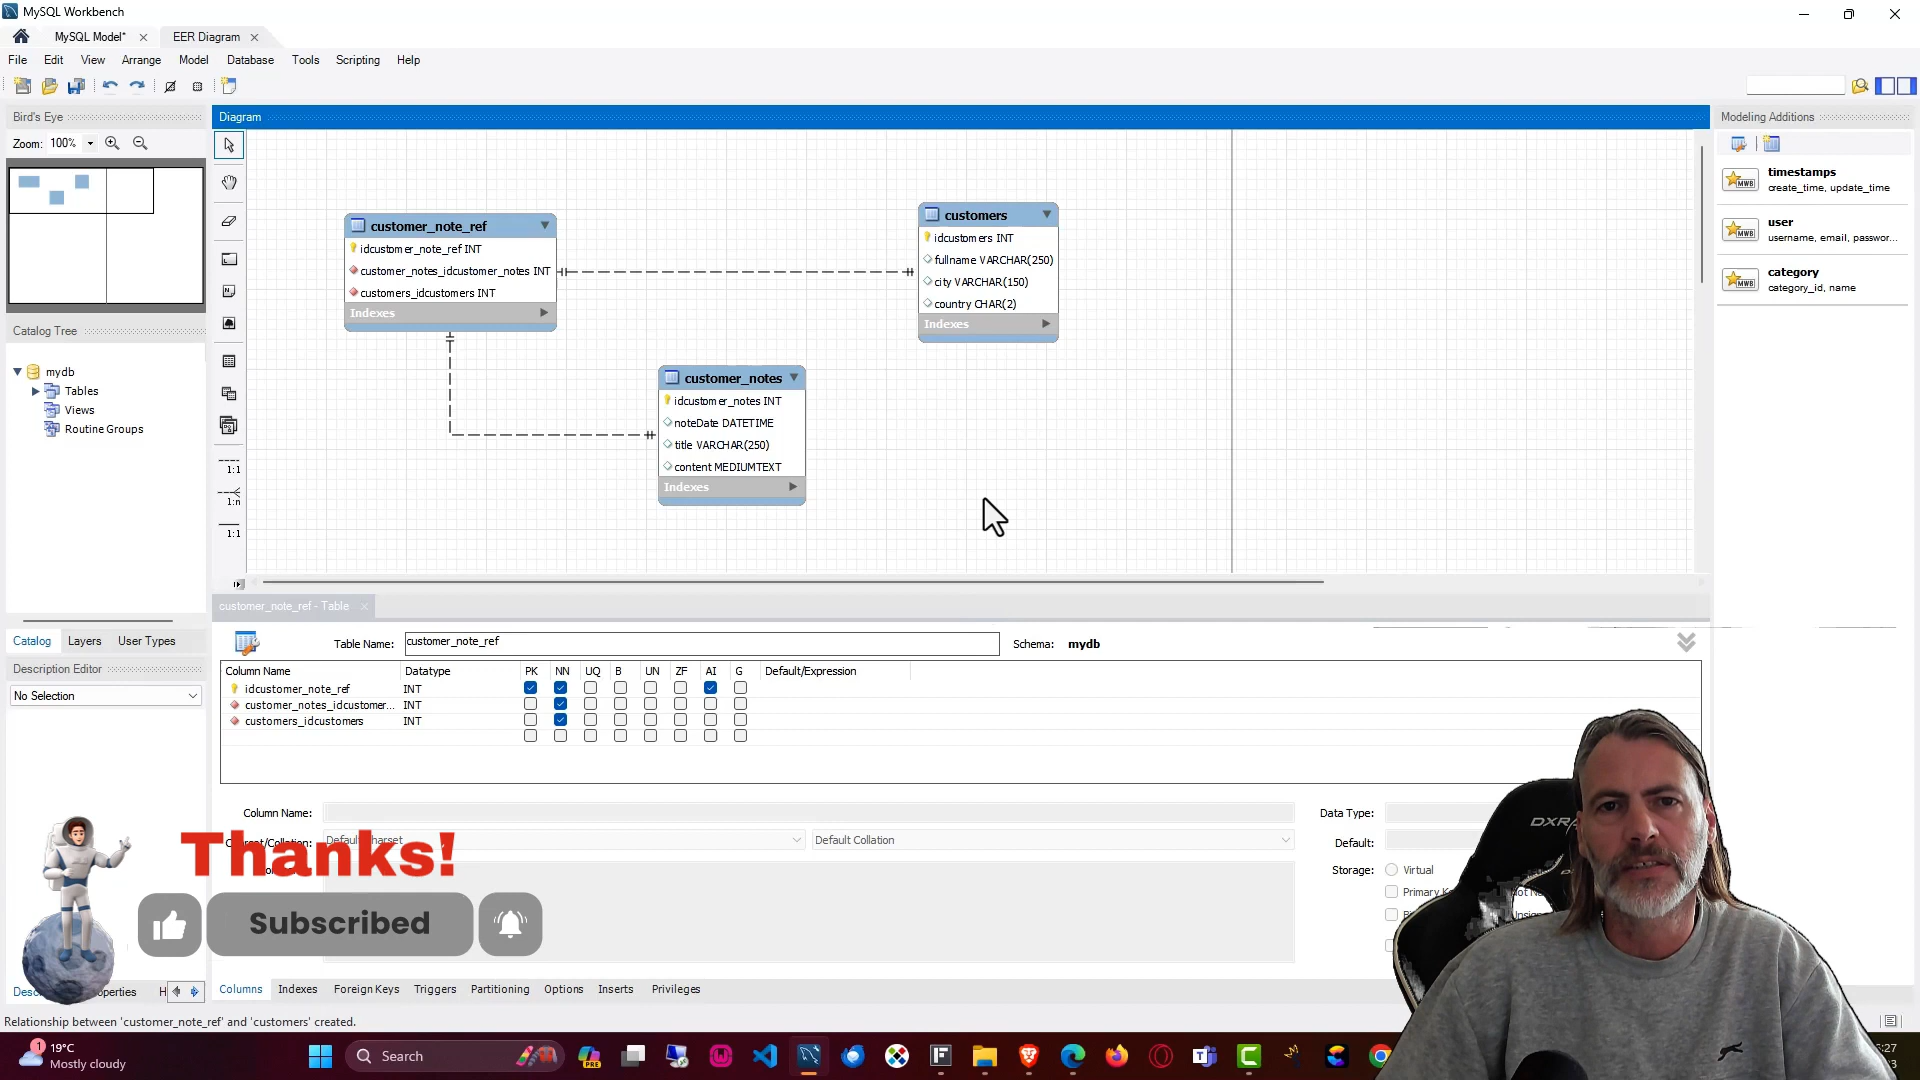 MySQL Workbench
MySQL Model*
EER Diagram
File Edit View Arrange Model Database Tools Scripting Help
Bird's Eye
Zoom: 100%
Catalog Tree
mydb
Tables
Views
Routine Groups
Catalog Layers User Types
Description Editor
No Selection
Diagram
1:1
1:n
1:1
customer_note_ref
idcustomer_note_ref INT
customer_notes_idcustomer_notes INT
customers_idcustomers INT
Indexes
customers
idcustomers INT
fullname VARCHAR(250)
city VARCHAR(150)
country CHAR(2)
Indexes
customer_notes
idcustomer_notes INT
noteDate DATETIME
title VARCHAR(250)
content MEDIUMTEXT
Indexes
Modeling Additions
timestamps
create_time, update_time
user
username, email, passwor...
category
category_id, name
MWB
MWB
MWB
customer_note_ref - Table
Table Name: customer_note_ref
Schema: mydb
Column Name Datatype PK NN UQ B UN ZF AI G Default/Expression
idcustomer_note_ref INT
customer_notes_idcustomer... INT
customers_idcustomers INT
Column Name:
Data Type:
Default Collation
Default:
Storage: Virtual
Thanks!
Subscribed
DXRA
Columns Indexes Foreign Keys Triggers Partitioning Options Inserts Privileges
Relationship between 'customer_note_ref' and 'customers' created.
1
19°C
Mostly cloudy
Search
PRE